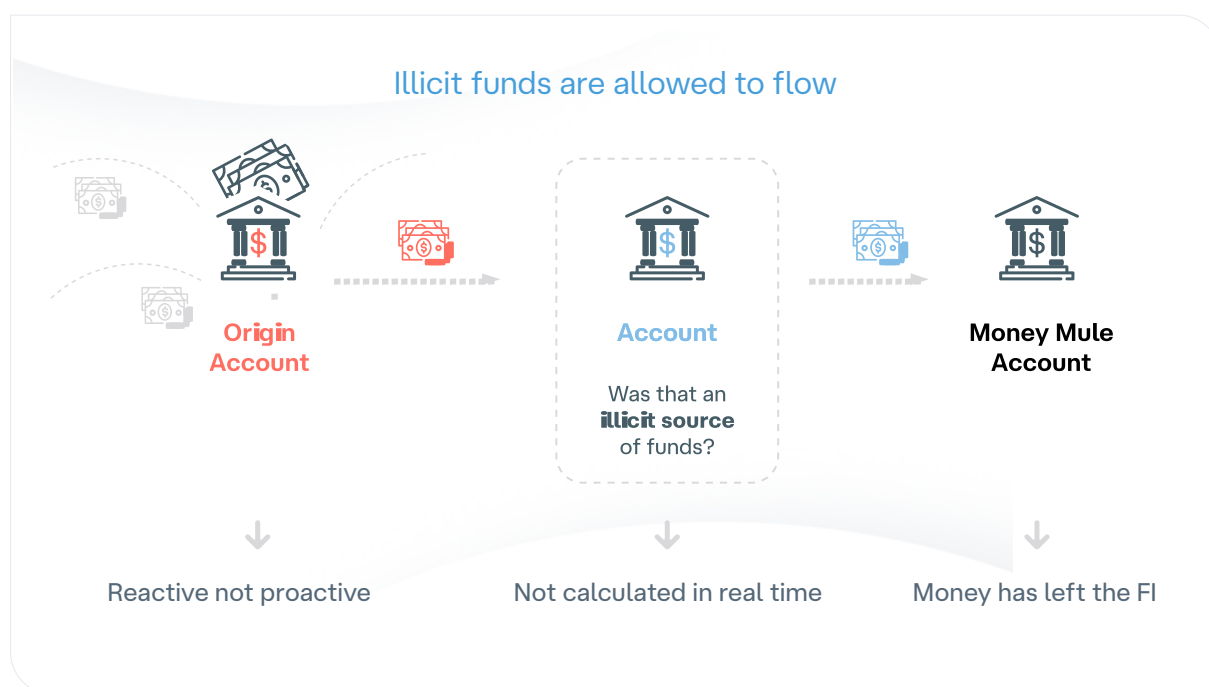 Illicit funds are allowed to flow
Origin
Account
Account
Was that an
illicit source
of funds?
Money Mule
Account
Reactive not proactive
Not calculated in real time
Money has left the FI